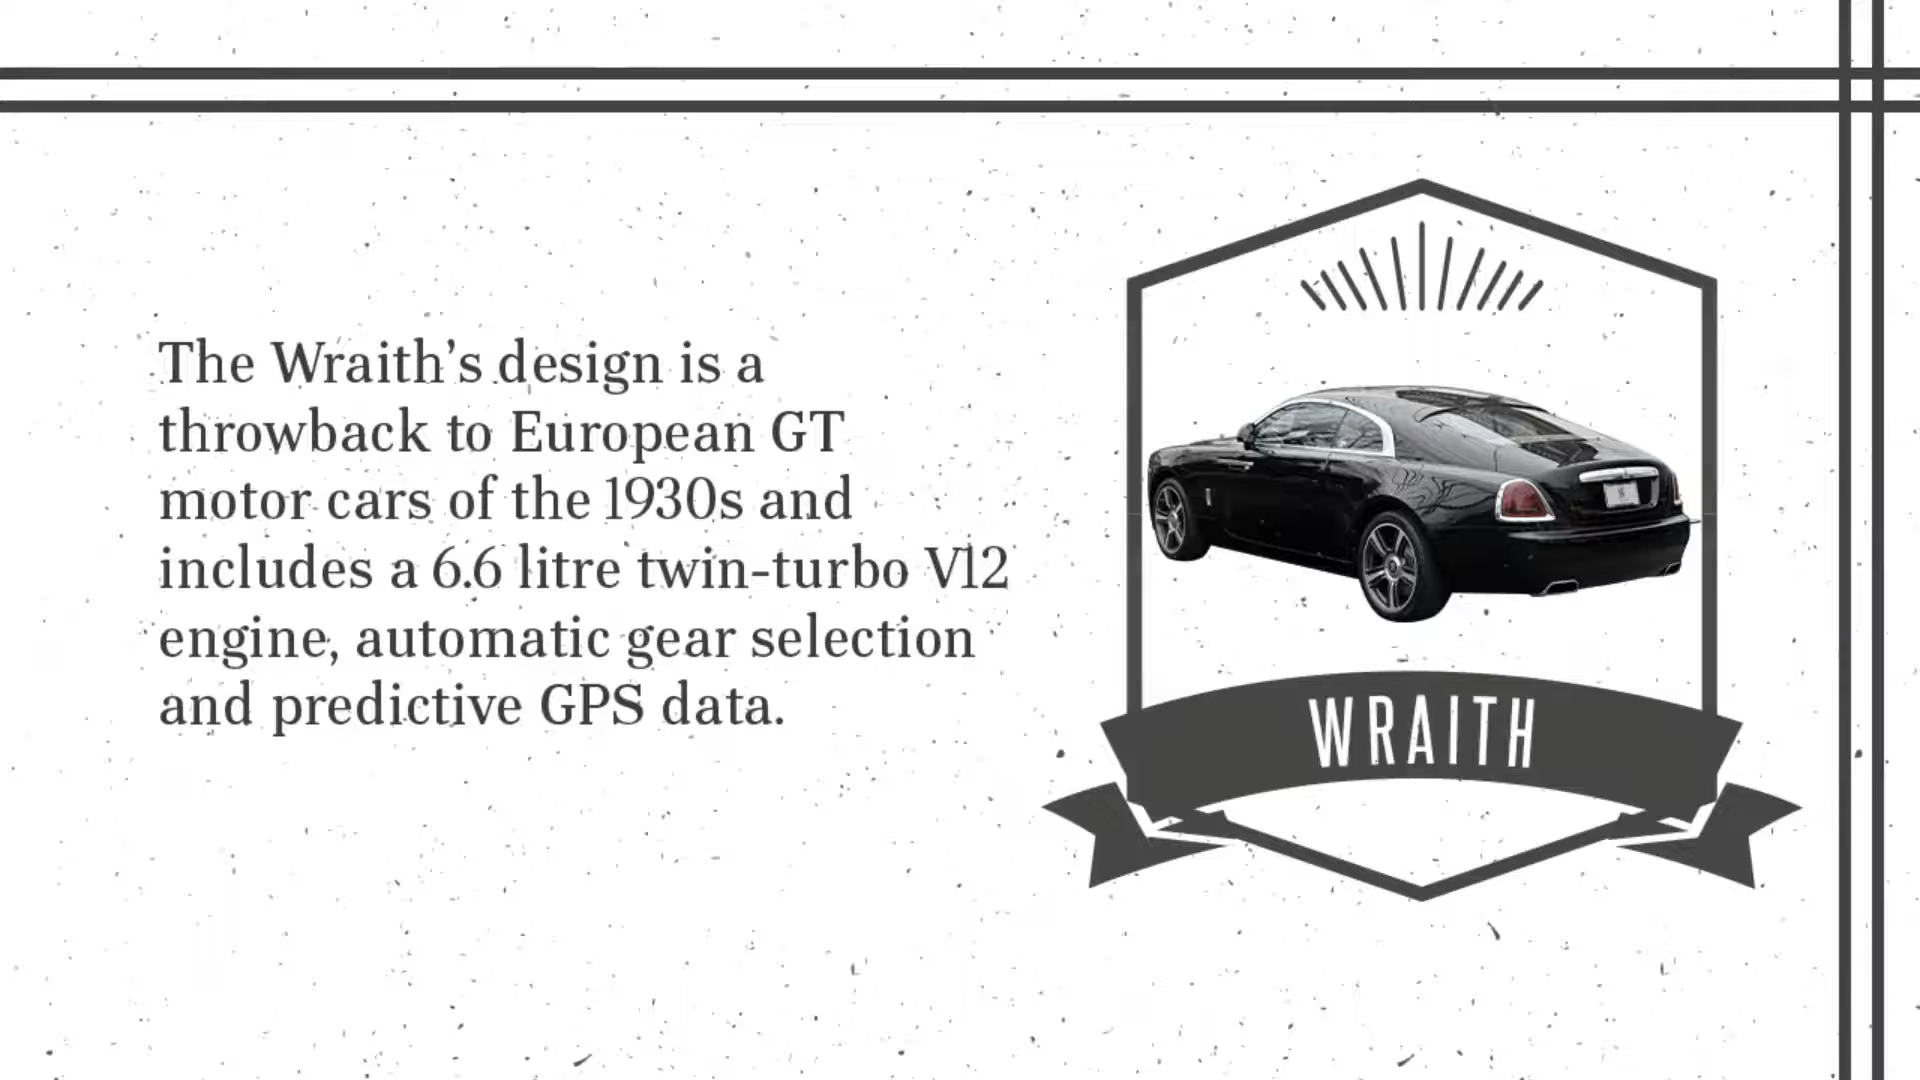 The Wraith’s design is a
throwback to European GT
motor cars of the 1930s and
includes a 6.6 litre twin-turbo V12
engine, automatic gear selection
and predictive GPS data.
WRAITH